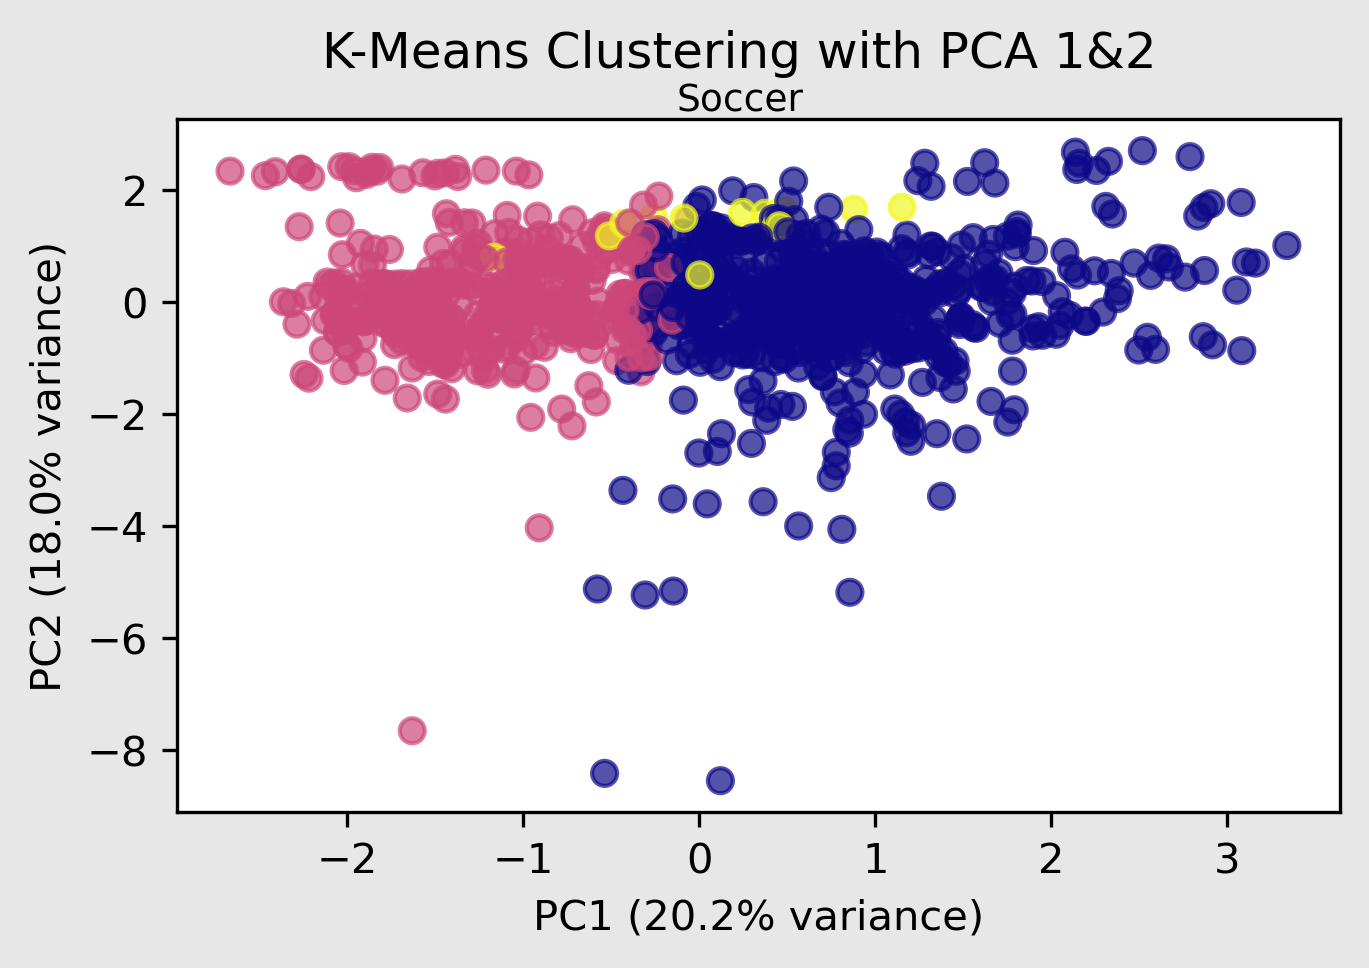 K-Means Clustering with PCA 1&2
Soccer
PC2 (18.0% variance)
2
0
−2
−4
−6
−8
−2 −1 0 1 2 3
PC1 (20.2% variance)